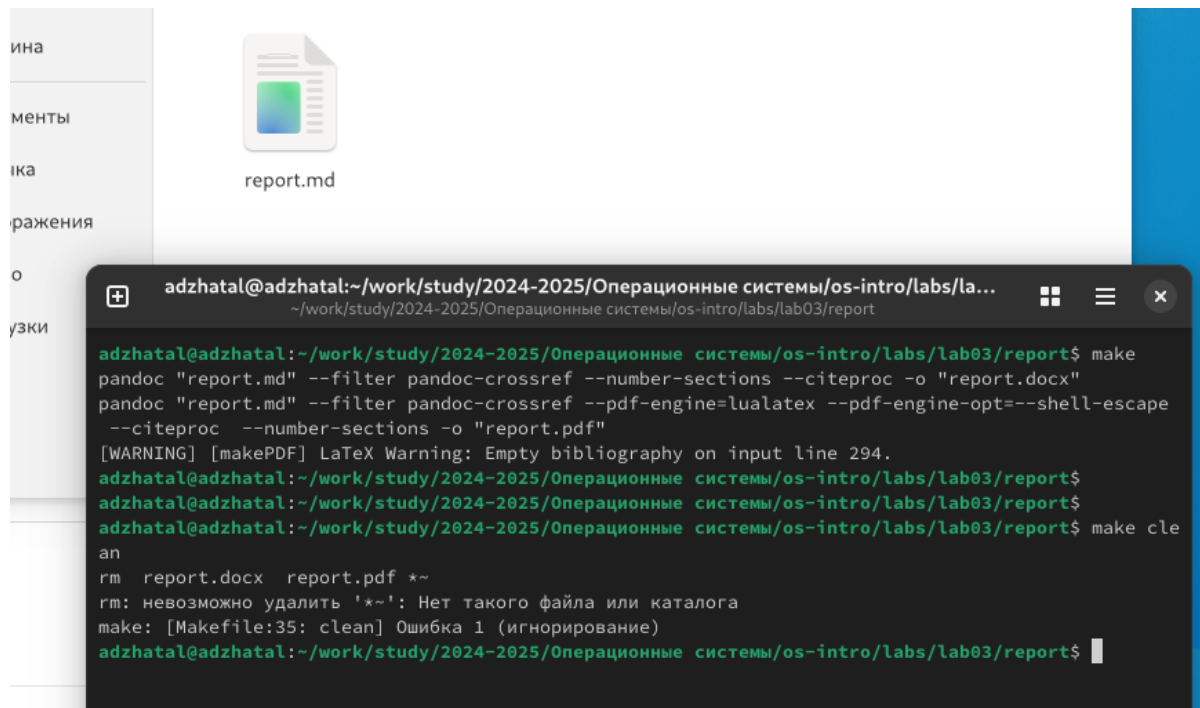 ина
менты
ыка
report.md
ражения
о
узки
adzhatal@adzhatal:~/work/study/2024-2025/Операционные системы/os-intro/labs/la...
~/work/study/2024-2025/Операционные системы/os-intro/labs/lab03/report
adzhatal@adzhatal:~/work/study/2024-2025/Операционные системы/os-intro/labs/lab03/report$ make
pandoc "report.md" --filter pandoc-crossref --number-sections --citeproc -o "report.docx"
pandoc "report.md" --filter pandoc-crossref --pdf-engine=lualatex --pdf-engine-opt=--shell-escape
--citeproc  --number-sections -o "report.pdf"
[WARNING] [makePDF] LaTeX Warning: Empty bibliography on input line 294.
adzhatal@adzhatal:~/work/study/2024-2025/Операционные системы/os-intro/labs/lab03/report$
adzhatal@adzhatal:~/work/study/2024-2025/Операционные системы/os-intro/labs/lab03/report$
adzhatal@adzhatal:~/work/study/2024-2025/Операционные системы/os-intro/labs/lab03/report$ make cle
an
rm  report.docx  report.pdf *~
rm: невозможно удалить '*~': Нет такого файла или каталога
make: [Makefile:35: clean] Ошибка 1 (игнорирование)
adzhatal@adzhatal:~/work/study/2024-2025/Операционные системы/os-intro/labs/lab03/report$